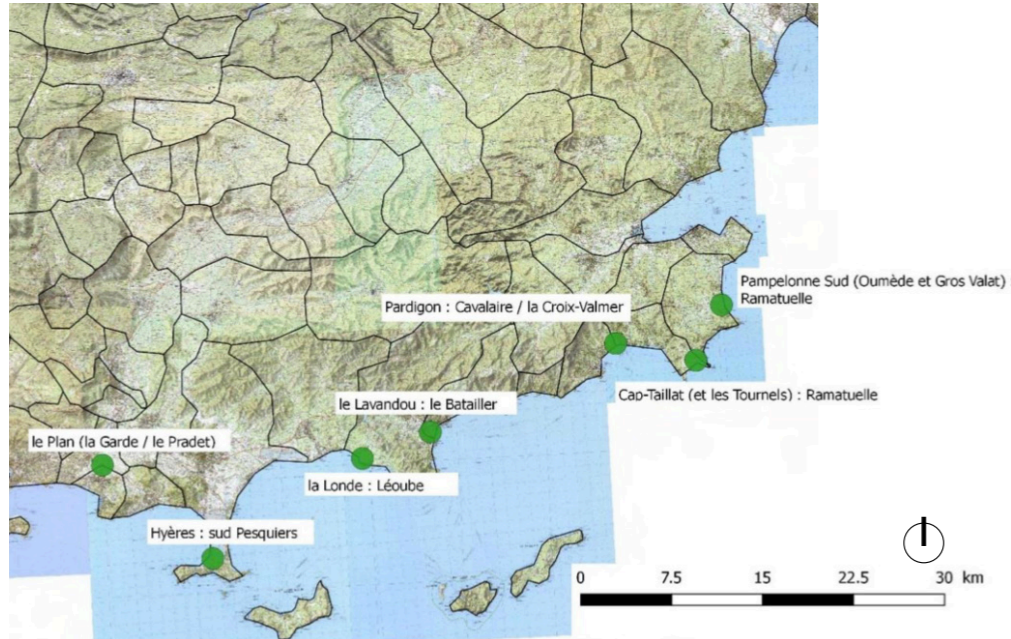 Pampelonne Sud (Oumède et Gros Valat) :
Ramatuelle
Pardigon : Cavalaire / la Croix-Valmer
Cap-Taillat (et les Tournels) : Ramatuelle
le Lavandou : le Batailler
le Plan (la Garde / le Pradet)
la Londe : Léoube
Hyères : sud Pesquiers
0 7.5 15 22.5 30 km